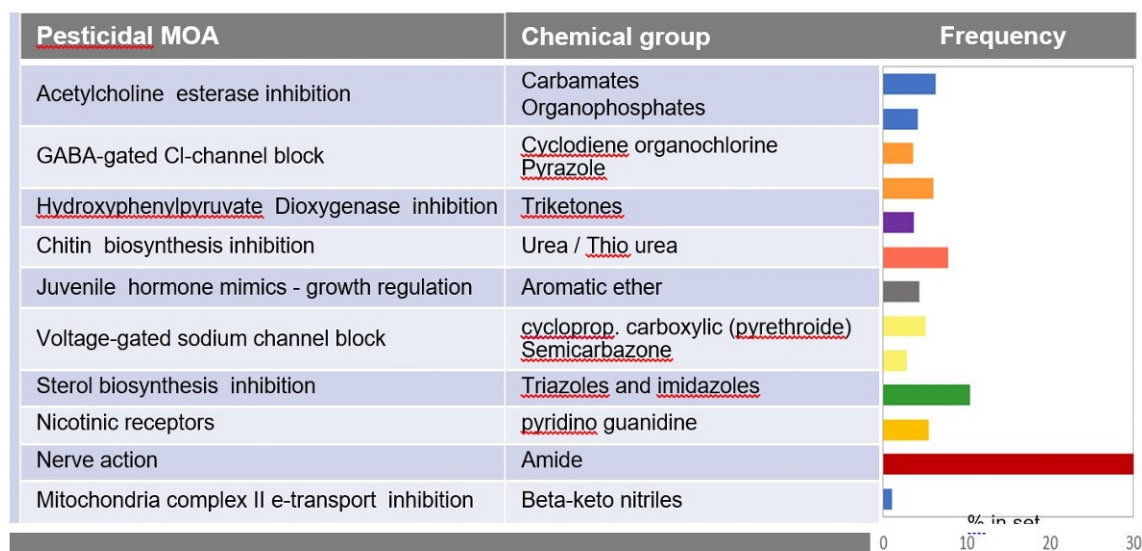 Pesticidal MOA Chemical group Frequency
Acetylcholine esterase inhibition Carbamates
Organophosphates
GABA-gated Cl-channel block Cyclodiene organochlorine
Pyrazole
Hydroxyphenylpyruvate Dioxygenase inhibition Triketones
Chitin biosynthesis inhibition Urea / Thio urea
Juvenile hormone mimics - growth regulation Aromatic ether
Voltage-gated sodium channel block cycloprop. carboxylic (pyrethroide)
Semicarbazone
Sterol biosynthesis inhibition Triazoles and imidazoles
Nicotinic receptors pyridino guanidine
Nerve action Amide
Mitochondria complex II e-transport inhibition Beta-keto nitriles
% in set
0 10 20 30